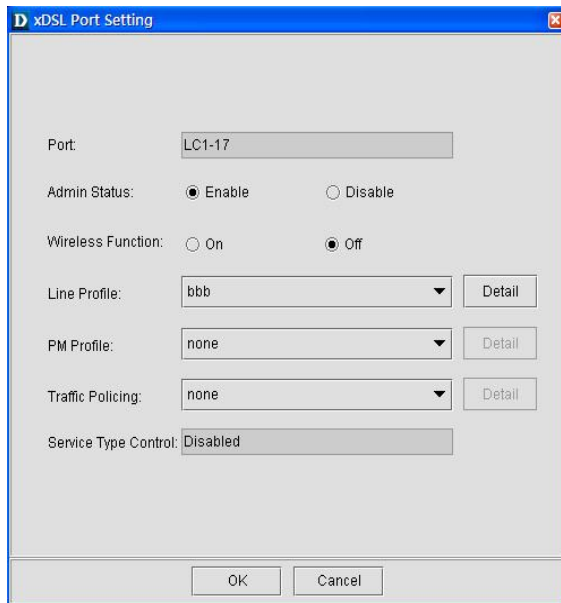 D xDSL Port Setting
Port: LC1-17
Admin Status: Enable Disable
Wireless Function: On Off
Line Profile: bbb Detail
PM Profile: none Detail
Traffic Policing: none Detail
Service Type Control: Disabled
OK Cancel